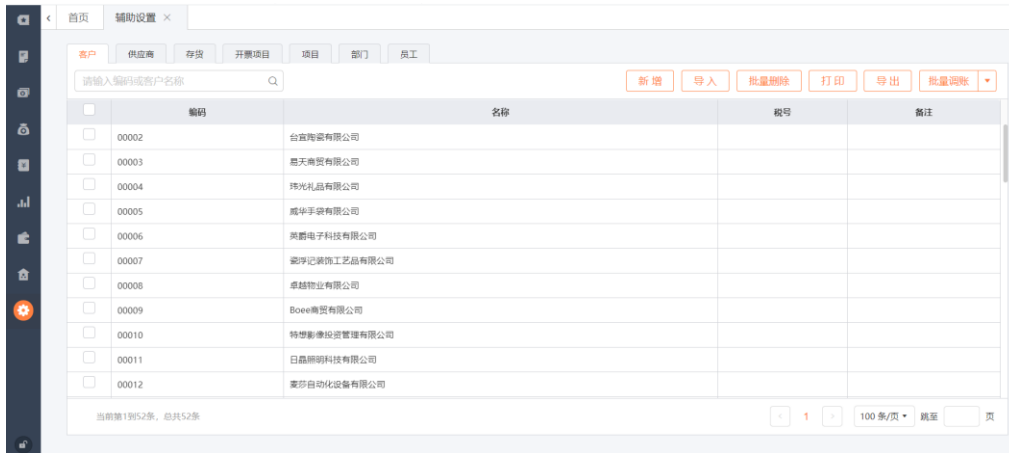 首页 辅助设置 ×
客户 供应商 存货 开票项目 项目 部门 员工
请输入编码或客户名称 新增 导入 批量删除 打印 导出 批量调账
编码 名称 税号 备注
00002 台宜陶瓷有限公司
00003 易天商贸有限公司
00004 玮光礼品有限公司
00005 威华手袋有限公司
00006 英爵电子科技有限公司
00007 瓷浮记装饰工艺品有限公司
00008 卓越物业有限公司
00009 Boee商贸有限公司
00010 特想影像投资管理有限公司
00011 日晶照明科技有限公司
00012 麦莎自动化设备有限公司
当前第1到52条，总共52条 1 100 条/页 跳至 页